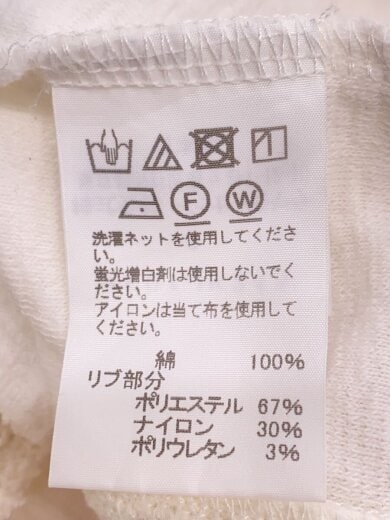 F W
洗濯ネットを使用してくださ
い。
蛍光増白剤は使用しないでく
ださい。
アイロンは当て布を使用して
ください。
綿 100%
リブ部分
ポリエステル 67%
ナイロン 30%
ポリウレタン 3%